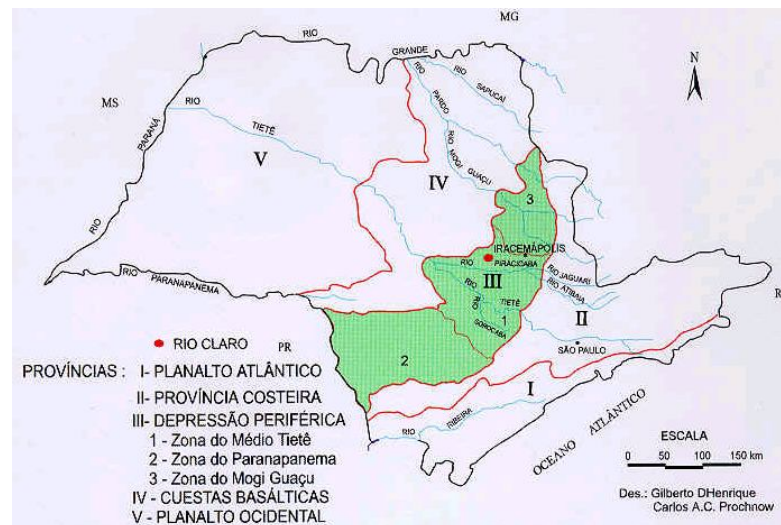 MG
RIO
GRANDE
N
RIO SAPUCAÍ
RIO PARDO
MS
RIO
TIETÊ
RIO MOGI GUAÇU
V
IV
RIO PARANÁ
3
IRACEMÁPOLIS
RIO PIRACICABA
III
RIO PARANAPANEMA
RIO JAGUARI
RIO ATIBAIA
RIO TIETÊ
II
R
RIO SOROCABA
1
SÃO PAULO
2
RIO CLARO
PR
I
PROVÍNCIAS : I- PLANALTO ATLÂNTICO
II- PROVÍNCIA COSTEIRA
III- DEPRESSÃO PERIFÉRICA
1 - Zona do Médio Tietê
2 - Zona do Paranapanema
3 - Zona do Mogi Guaçu
IV - CUESTAS BASÁLTICAS
V - PLANALTO OCIDENTAL
RIO RIBEIRA
OCEANO ATLÂNTICO
ESCALA
0 50 100 150 km
Des.: Gilberto DHenrique
Carlos A.C. Prochnow